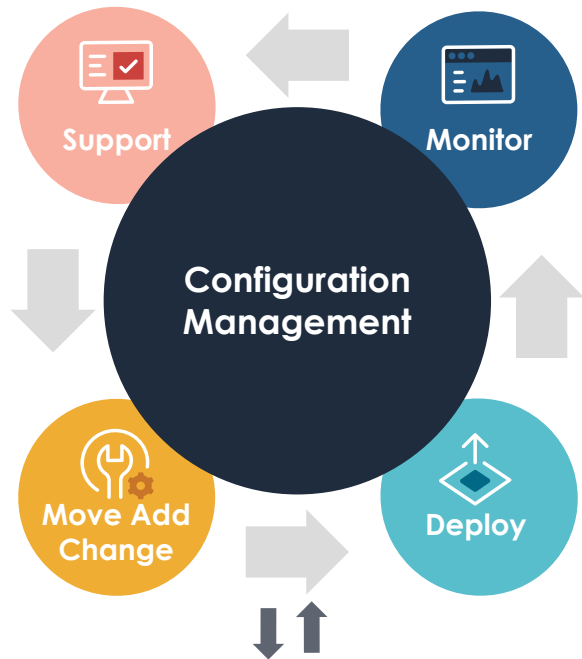 Support
Monitor
Configuration
Management
Move Add
Change
Deploy